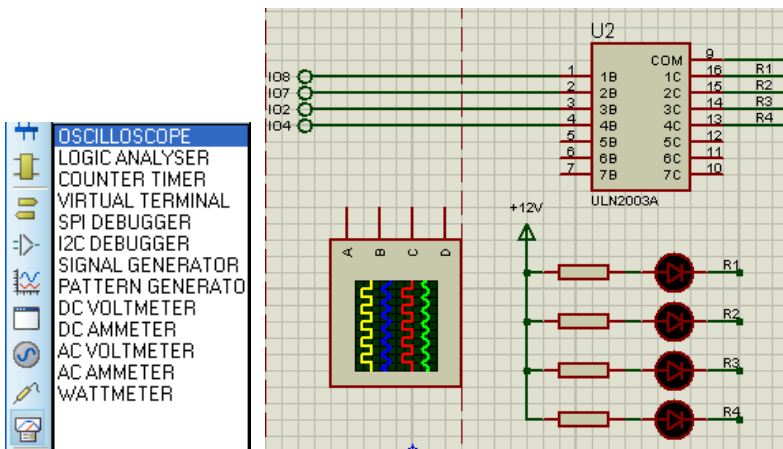 OSCILLOSCOPE
LOGIC ANALYSER
COUNTER TIMER
VIRTUAL TERMINAL
SPI DEBUGGER
I2C DEBUGGER
SIGNAL GENERATOR
PATTERN GENERATO
DC VOLTMETER
DC AMMETER
AC VOLTMETER
AC AMMETER
WATTMETER
U2
COM 9
IO8 1 1B 1C 16 R1
IO7 2 2B 2C 15 R2
IO2 3 3B 3C 14 R3
IO4 4 4B 4C 13 R4
5 5B 5C 12
6 6B 6C 11
7 7B 7C 10
ULN2003A
A B C D
+12V
R1
R2
R3
R4